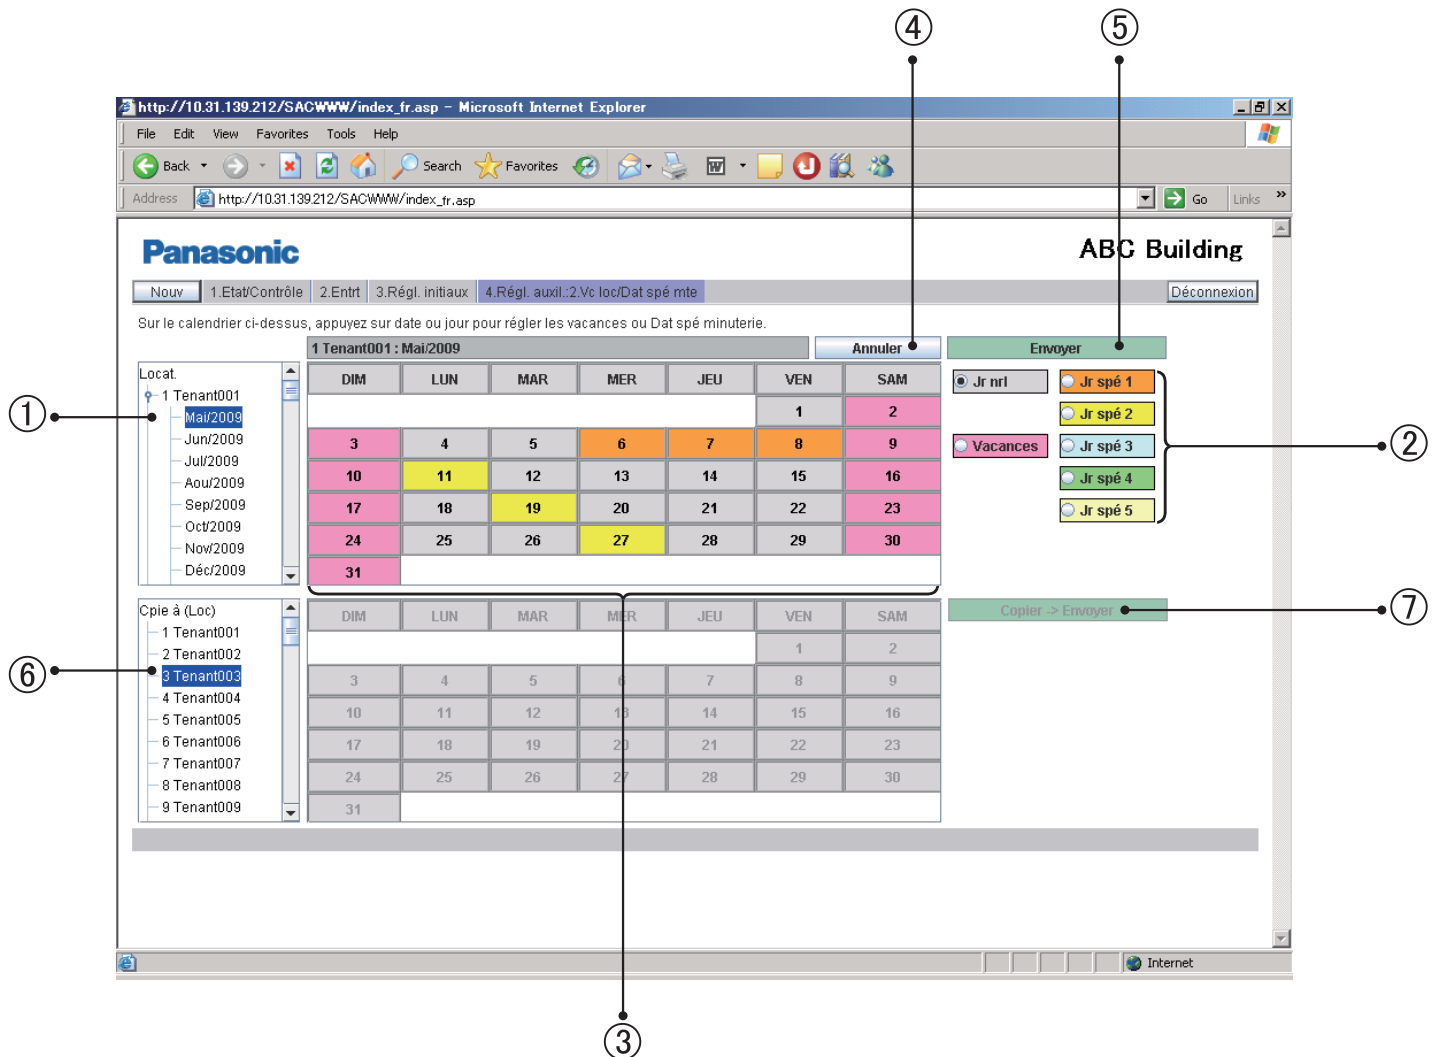 ④ ⑤
http://10.31.139.212/SACWWW/index_fr.asp - Microsoft Internet Explorer
File Edit View Favorites Tools Help
Back Search Favorites
Address http://10.31.139.212/SACWWW/index_fr.asp Go Links »
Panasonic ABC Building
Nouv 1.Etat/Contrôle 2.Entrt 3.Régl. initiaux 4.Régl. auxil.:2.Vc loc/Dat spé mte Déconnexion
Sur le calendrier ci-dessus, appuyez sur date ou jour pour régler les vacances ou Dat spé minuterie.
1 Tenant001 : Mai/2009 Annuler Envoyer
①
Locat.
1 Tenant001
Mai/2009
Jun/2009
Jul/2009
Aou/2009
Sep/2009
Oct/2009
Nov/2009
Déc/2009
DIM LUN MAR MER JEU VEN SAM
1 2
3 4 5 6 7 8 9
10 11 12 13 14 15 16
17 18 19 20 21 22 23
24 25 26 27 28 29 30
31
Jr nrl Jr spé 1
Jr spé 2
Vacances Jr spé 3
Jr spé 4
Jr spé 5
②
⑥
Cpie à (Loc)
1 Tenant001
2 Tenant002
3 Tenant003
4 Tenant004
5 Tenant005
6 Tenant006
7 Tenant007
8 Tenant008
9 Tenant009
DIM LUN MAR MER JEU VEN SAM
1 2
3 4 5 6 7 8 9
10 11 12 13 14 15 16
17 18 19 20 21 22 23
24 25 26 27 28 29 30
31
Copier -> Envoyer
⑦
Internet
③